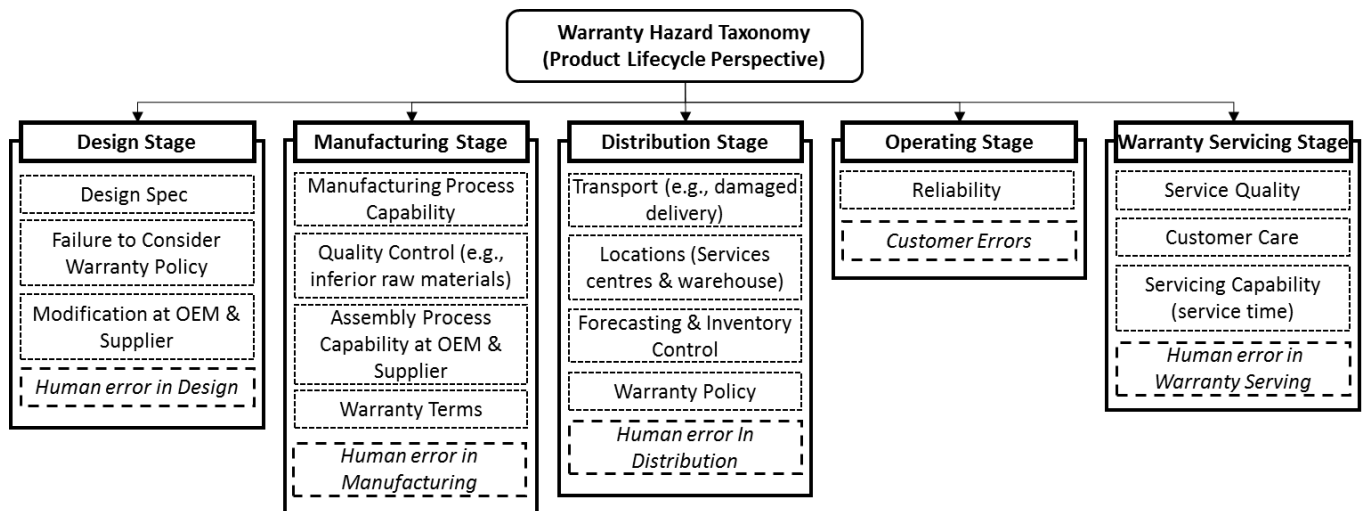 Warranty Hazard Taxonomy
(Product Lifecycle Perspective)
Design Stage
Design Spec
Failure to Consider
Warranty Policy
Modification at OEM &
Supplier
Human error in Design
Manufacturing Stage
Manufacturing Process
Capability
Quality Control (e.g.,
inferior raw materials)
Assembly Process
Capability at OEM &
Supplier
Warranty Terms
Human error in
Manufacturing
Distribution Stage
Transport (e.g., damaged
delivery)
Locations (Services
centres & warehouse)
Forecasting & Inventory
Control
Warranty Policy
Human error In
Distribution
Operating Stage
Reliability
Customer Errors
Warranty Servicing Stage
Service Quality
Customer Care
Servicing Capability
(service time)
Human error in
Warranty Serving